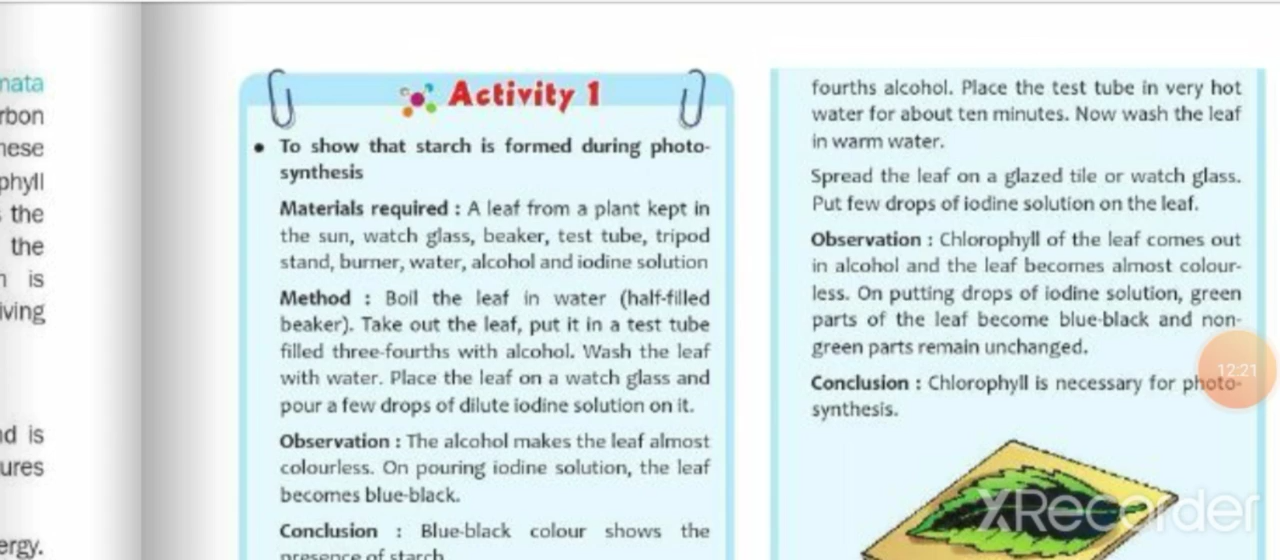 mata
rbon
hese
phyll
s the
the
n is
iving
nd is
ures
ergy.
Activity 1
• To show that starch is formed during photo-
synthesis
Materials required : A leaf from a plant kept in
the sun, watch glass, beaker, test tube, tripod
stand, burner, water, alcohol and iodine solution
Method : Boil the leaf in water (half-filled
beaker). Take out the leaf, put it in a test tube
filled three-fourths with alcohol. Wash the leaf
with water. Place the leaf on a watch glass and
pour a few drops of dilute iodine solution on it.
Observation : The alcohol makes the leaf almost
colourless. On pouring iodine solution, the leaf
becomes blue-black.
Conclusion : Blue-black colour shows the
presence of starch
fourths alcohol. Place the test tube in very hot
water for about ten minutes. Now wash the leaf
in warm water.
Spread the leaf on a glazed tile or watch glass.
Put few drops of iodine solution on the leaf.
Observation : Chlorophyll of the leaf comes out
in alcohol and the leaf becomes almost colour-
less. On putting drops of iodine solution, green
parts of the leaf become blue-black and non-
green parts remain unchanged.
Conclusion : Chlorophyll is necessary for photo-
synthesis.
12:21
XRecorder